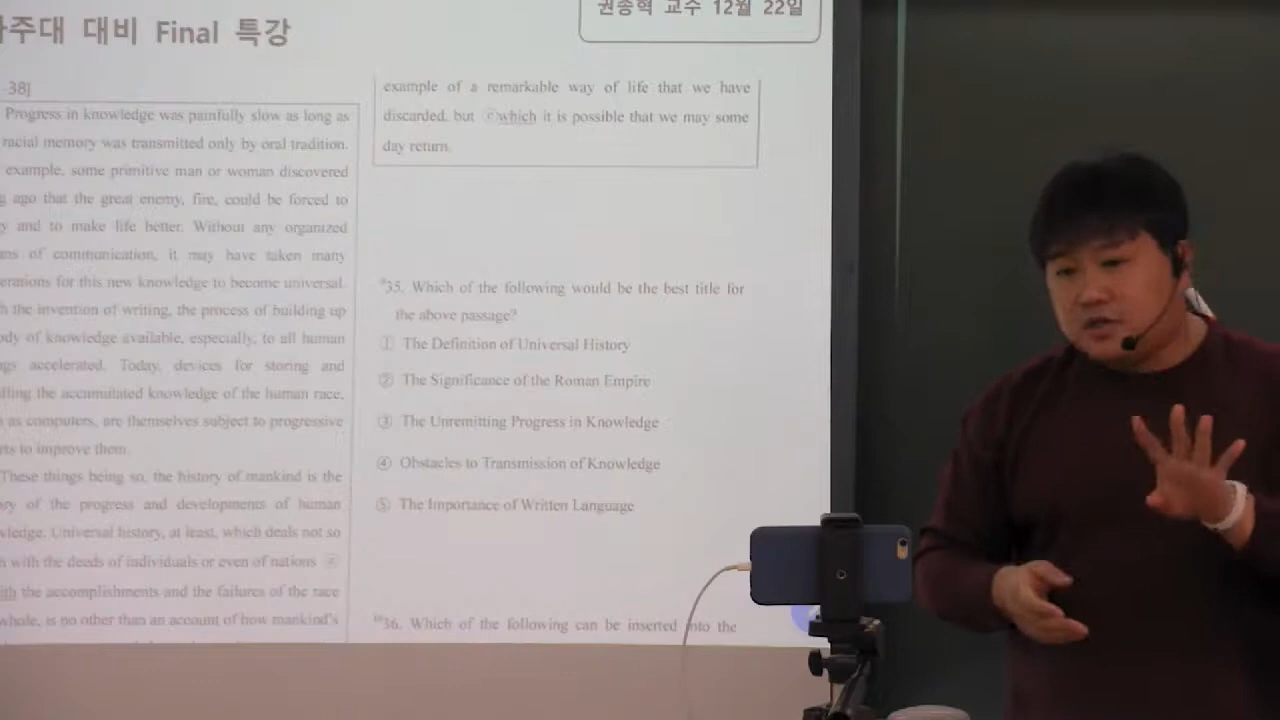 주대 대비 Final 특강
권종혁 교수 12월 22일
-38]
Progress in knowledge was painfully slow as long as
racial memory was transmitted only by oral tradition.
example, some primitive man or woman discovered
ago that the great enemy, fire, could be forced to
and to make life better. Without any organized
of communication, it may have taken many
for this new knowledge to become universal.
the invention of writing, the process of building up
of knowledge available, especially, to all human
accelerated. Today, devices for storing and
the accumulated knowledge of the human race,
as computers, are themselves subject to progressive
to improve them.
These things being so, the history of mankind is the
of the progress and developments of human
Universal history, at least, which deals not so
with the deeds of individuals or even of nations ⓐ
the accomplishments and the failures of the race
whole, is no other than an account of how mankind's
example of a remarkable way of life that we have
discarded, but ⓒwhich it is possible that we may some
day return.
35. Which of the following would be the best title for
the above passage?
① The Definition of Universal History
② The Significance of the Roman Empire
③ The Unremitting Progress in Knowledge
④ Obstacles to Transmission of Knowledge
⑤ The Importance of Written Language
36. Which of the following can be inserted into the